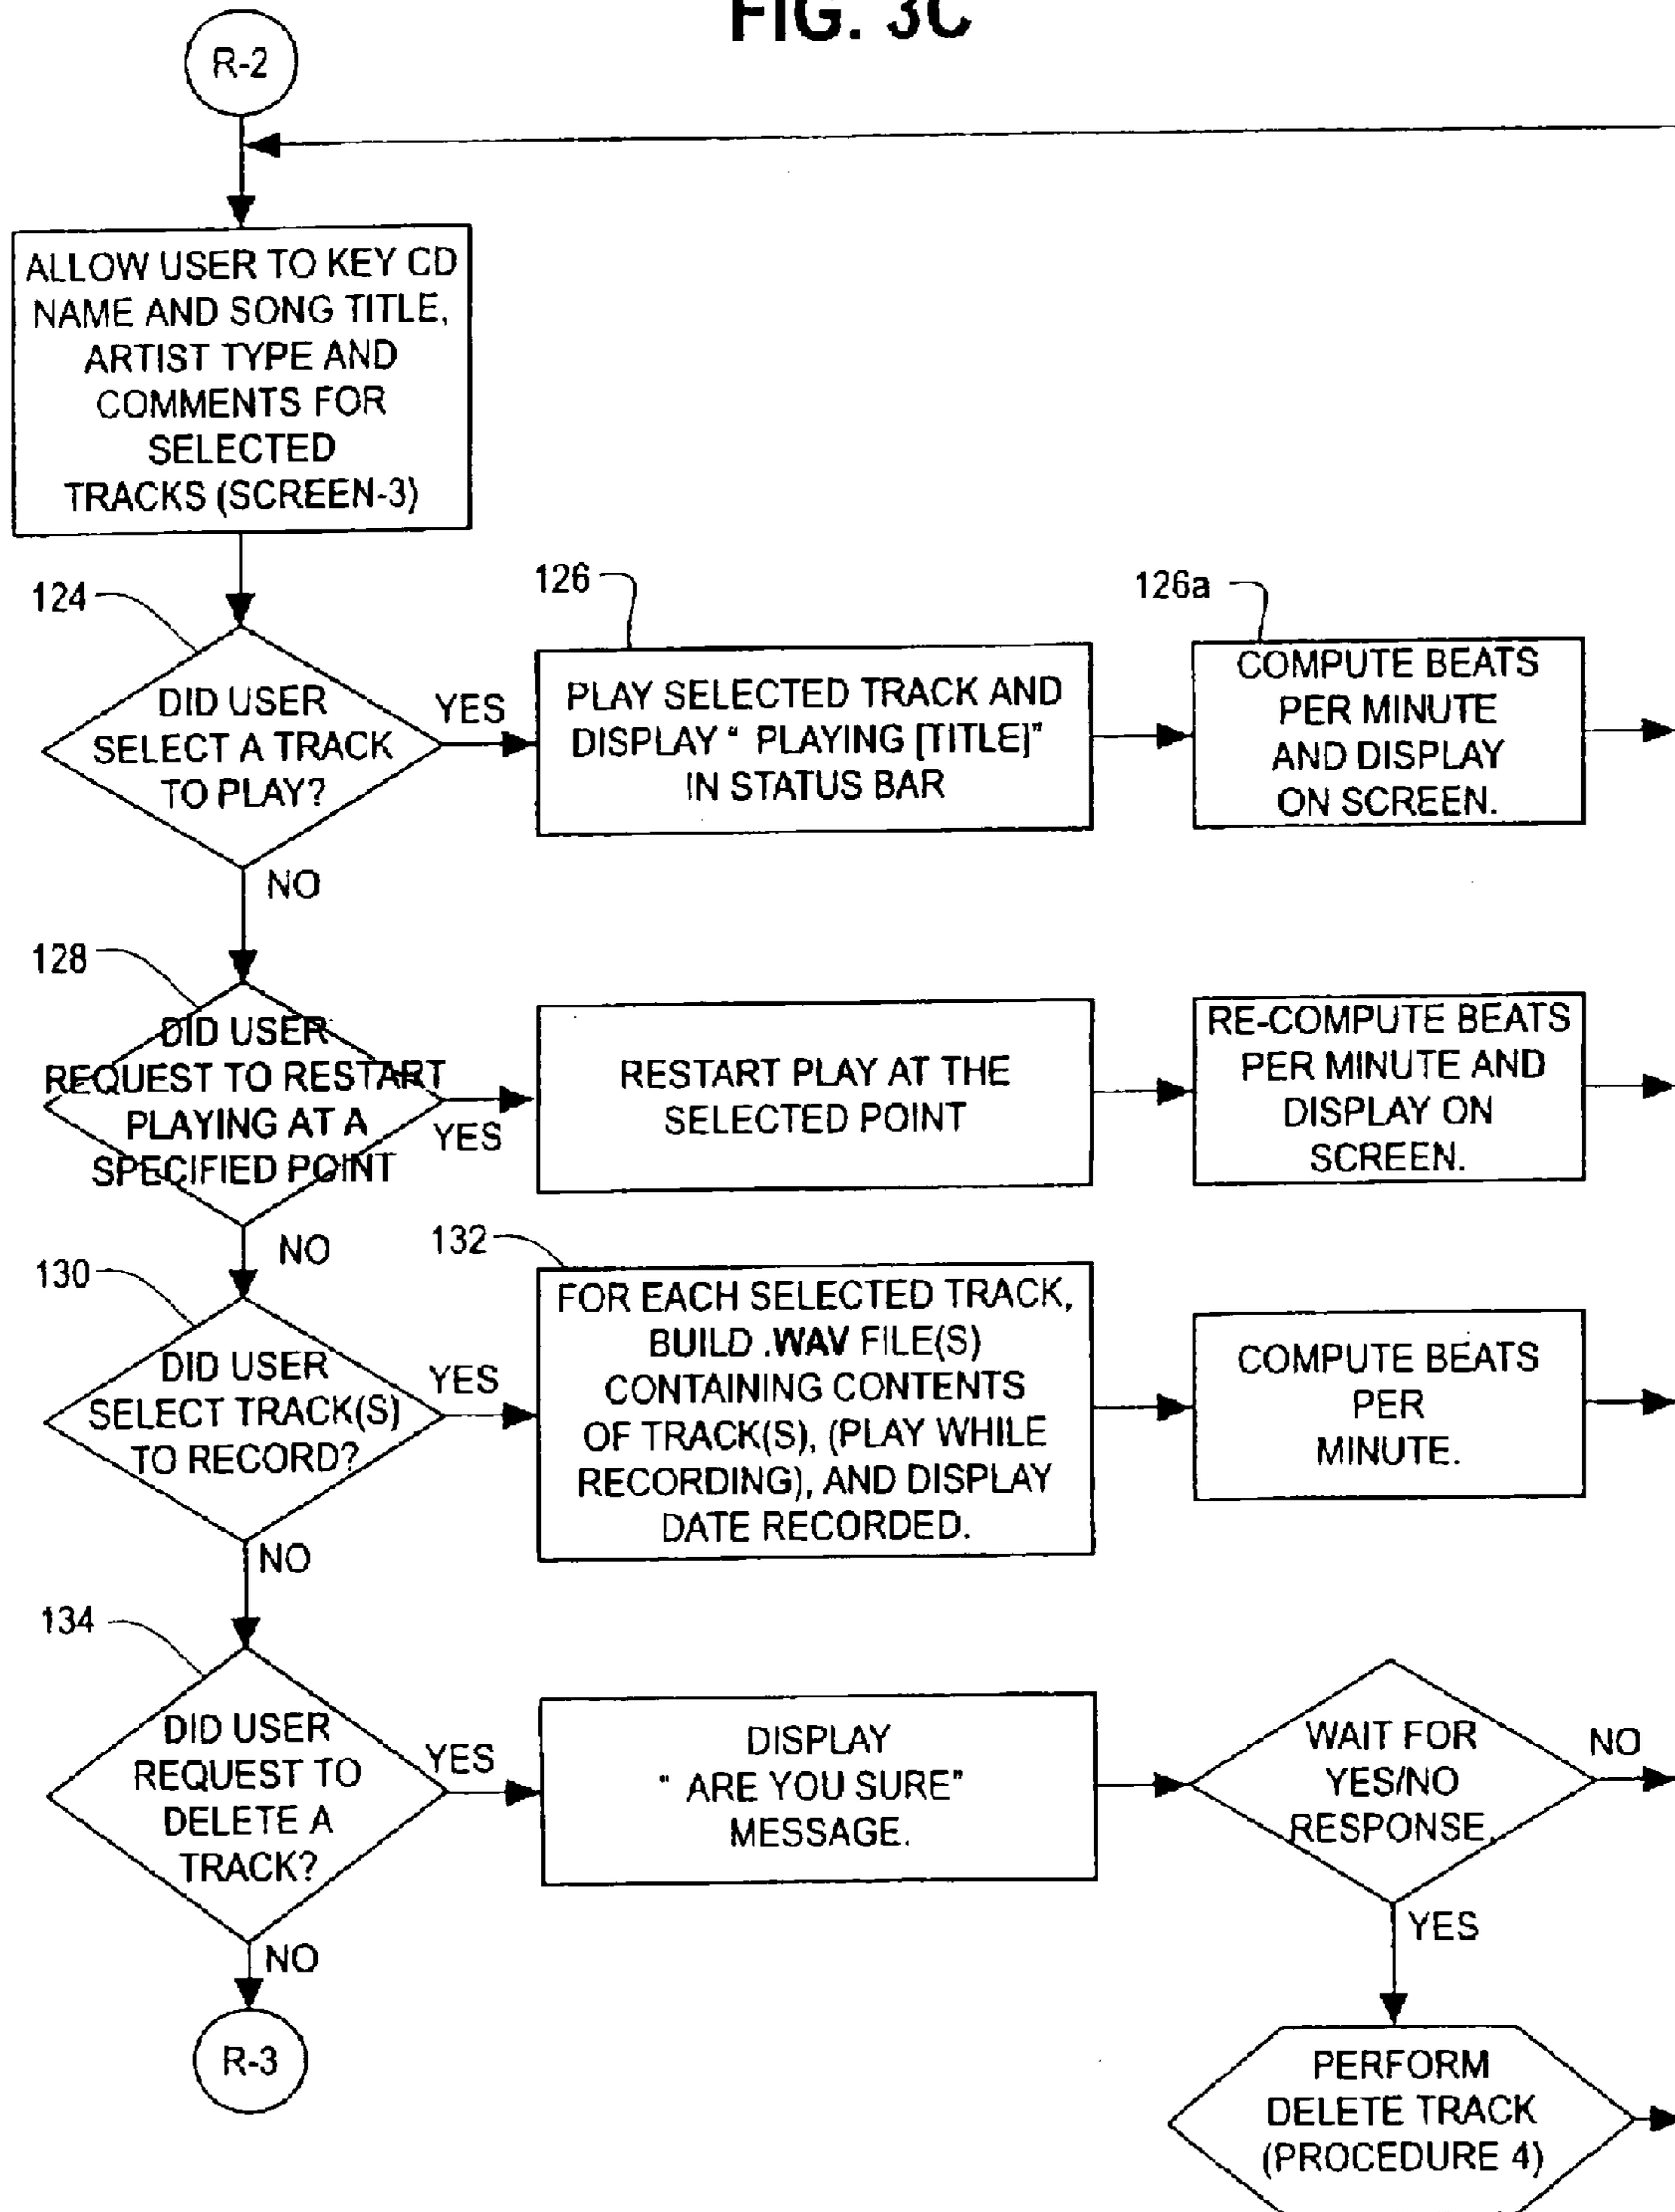 FIG. 3C
R-2
ALLOW USER TO KEY CD
NAME AND SONG TITLE,
ARTIST TYPE AND
COMMENTS FOR
SELECTED
TRACKS (SCREEN-3)
124
DID USER
SELECT A TRACK
TO PLAY?
YES
NO
126
PLAY SELECTED TRACK AND
DISPLAY " PLAYING [TITLE]"
IN STATUS BAR
126a
COMPUTE BEATS
PER MINUTE
AND DISPLAY
ON SCREEN.
128
DID USER
REQUEST TO RESTART
PLAYING AT A
SPECIFIED POINT
YES
NO
RESTART PLAY AT THE
SELECTED POINT
RE-COMPUTE BEATS
PER MINUTE AND
DISPLAY ON
SCREEN.
130
DID USER
SELECT TRACK(S)
TO RECORD?
YES
NO
132
FOR EACH SELECTED TRACK,
BUILD .WAV FILE(S)
CONTAINING CONTENTS
OF TRACK(S), (PLAY WHILE
RECORDING), AND DISPLAY
DATE RECORDED.
COMPUTE BEATS
PER
MINUTE.
134
DID USER
REQUEST TO
DELETE A
TRACK?
YES
NO
DISPLAY
" ARE YOU SURE"
MESSAGE.
WAIT FOR
YES/NO
RESPONSE.
NO
YES
R-3
PERFORM
DELETE TRACK
(PROCEDURE 4)